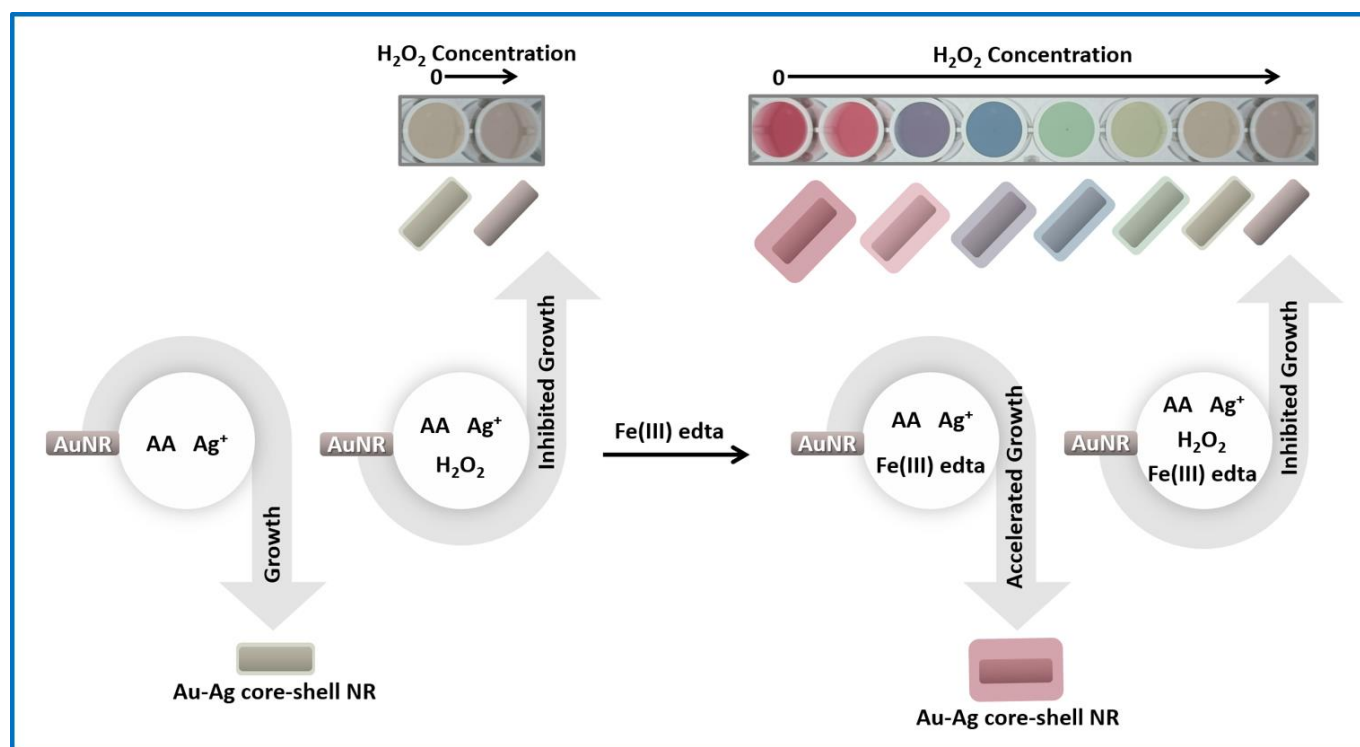 H₂O₂ Concentration
0
AuNR
AA Ag⁺
Growth
Au-Ag core-shell NR
AuNR
AA Ag⁺
H₂O₂
Inhibited Growth
Fe(III) edta
H₂O₂ Concentration
0
AuNR
AA Ag⁺
Fe(III) edta
Accelerated Growth
Au-Ag core-shell NR
AuNR
AA Ag⁺
H₂O₂
Fe(III) edta
Inhibited Growth